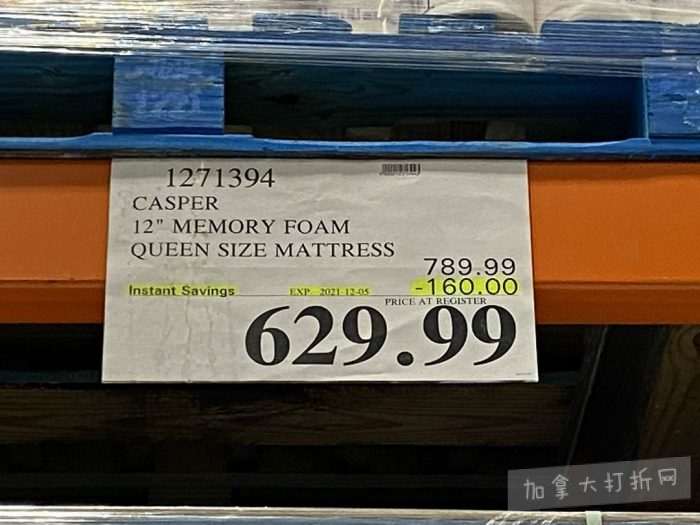 1271394
CASPER
12" MEMORY FOAM
QUEEN SIZE MATTRESS
789.99
Instant Savings EXP. 2021-12-05 -160.00
PRICE AT REGISTER
629.99
加拿大打折网